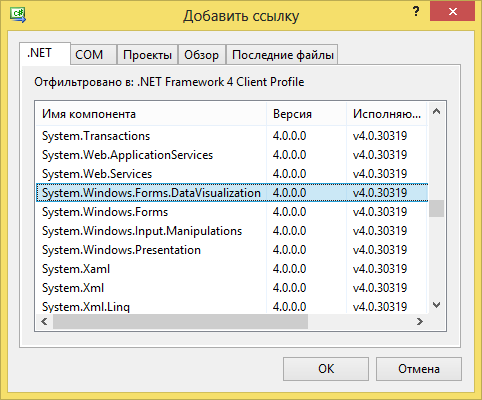 C#
Добавить ссылку
.NET COM Проекты Обзор Последние файлы
Отфильтровано в: .NET Framework 4 Client Profile
Имя компонента Версия Исполняю...
System.Transactions 4.0.0.0 v4.0.30319
System.Web.ApplicationServices 4.0.0.0 v4.0.30319
System.Web.Services 4.0.0.0 v4.0.30319
System.Windows.Forms.DataVisualization 4.0.0.0 v4.0.30319
System.Windows.Forms 4.0.0.0 v4.0.30319
System.Windows.Input.Manipulations 4.0.0.0 v4.0.30319
System.Windows.Presentation 4.0.0.0 v4.0.30319
System.Xaml 4.0.0.0 v4.0.30319
System.Xml 4.0.0.0 v4.0.30319
System.Xml.Linq 4.0.0.0 v4.0.30319
OK Отмена